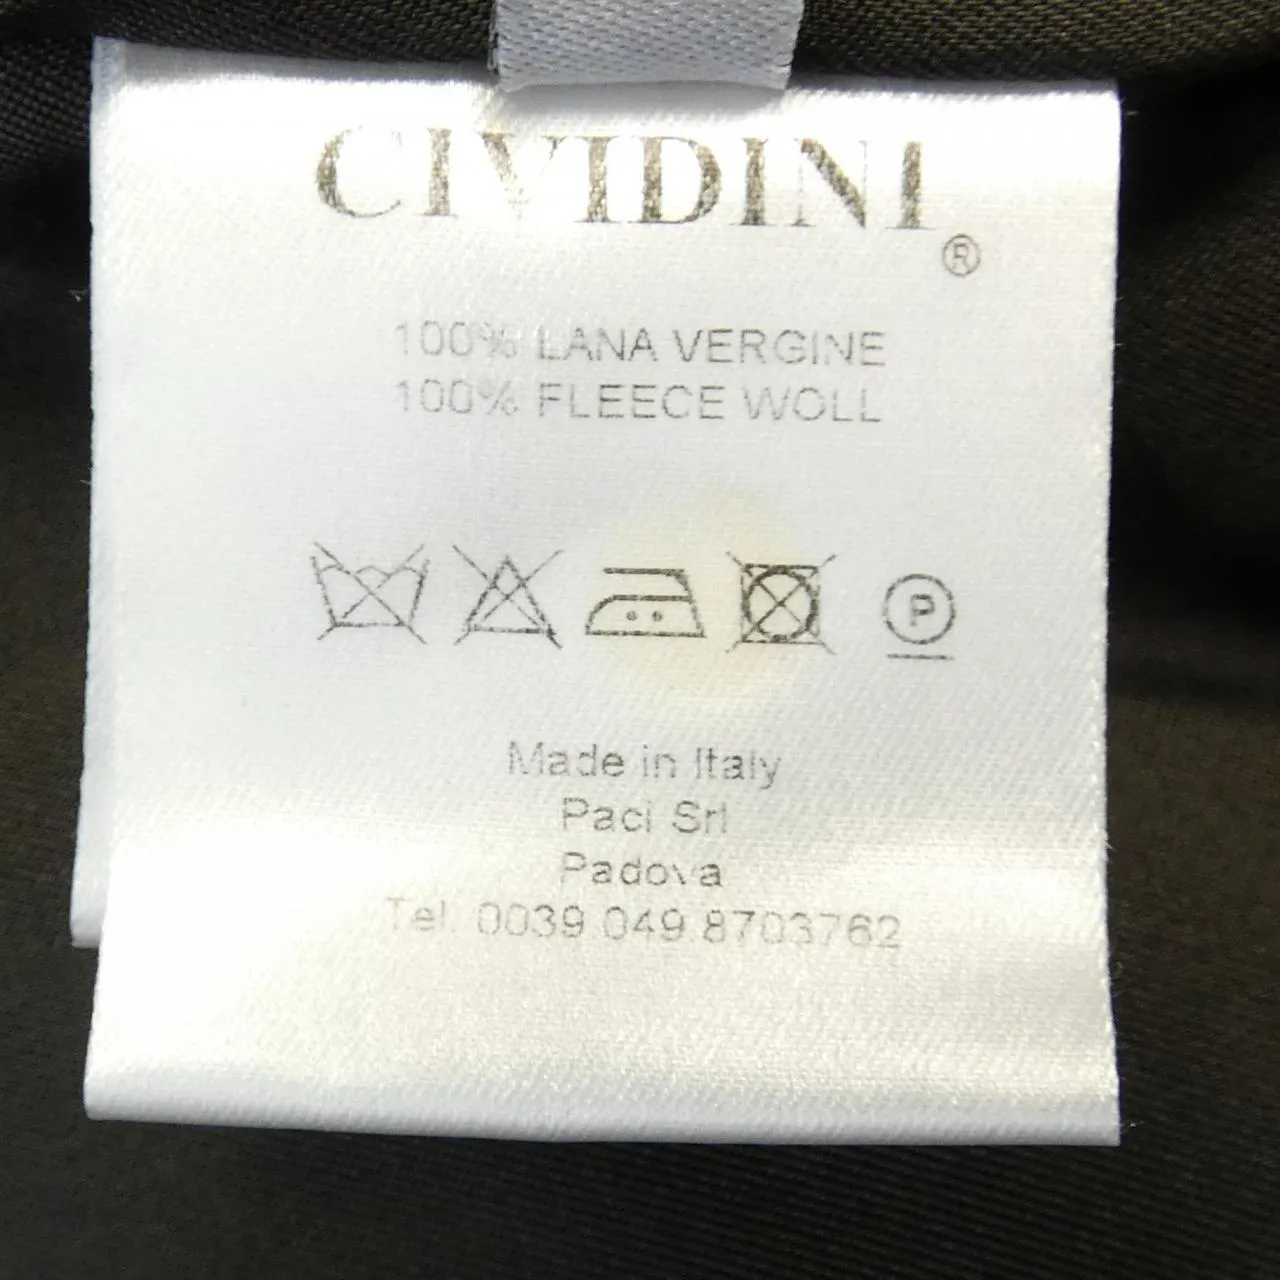 CIVIDINI
®
100% LANA VERGINE
100% FLEECE WOLL
P
Made in Italy
Paci Srl
Padova
Tel. 0039.049.8703762